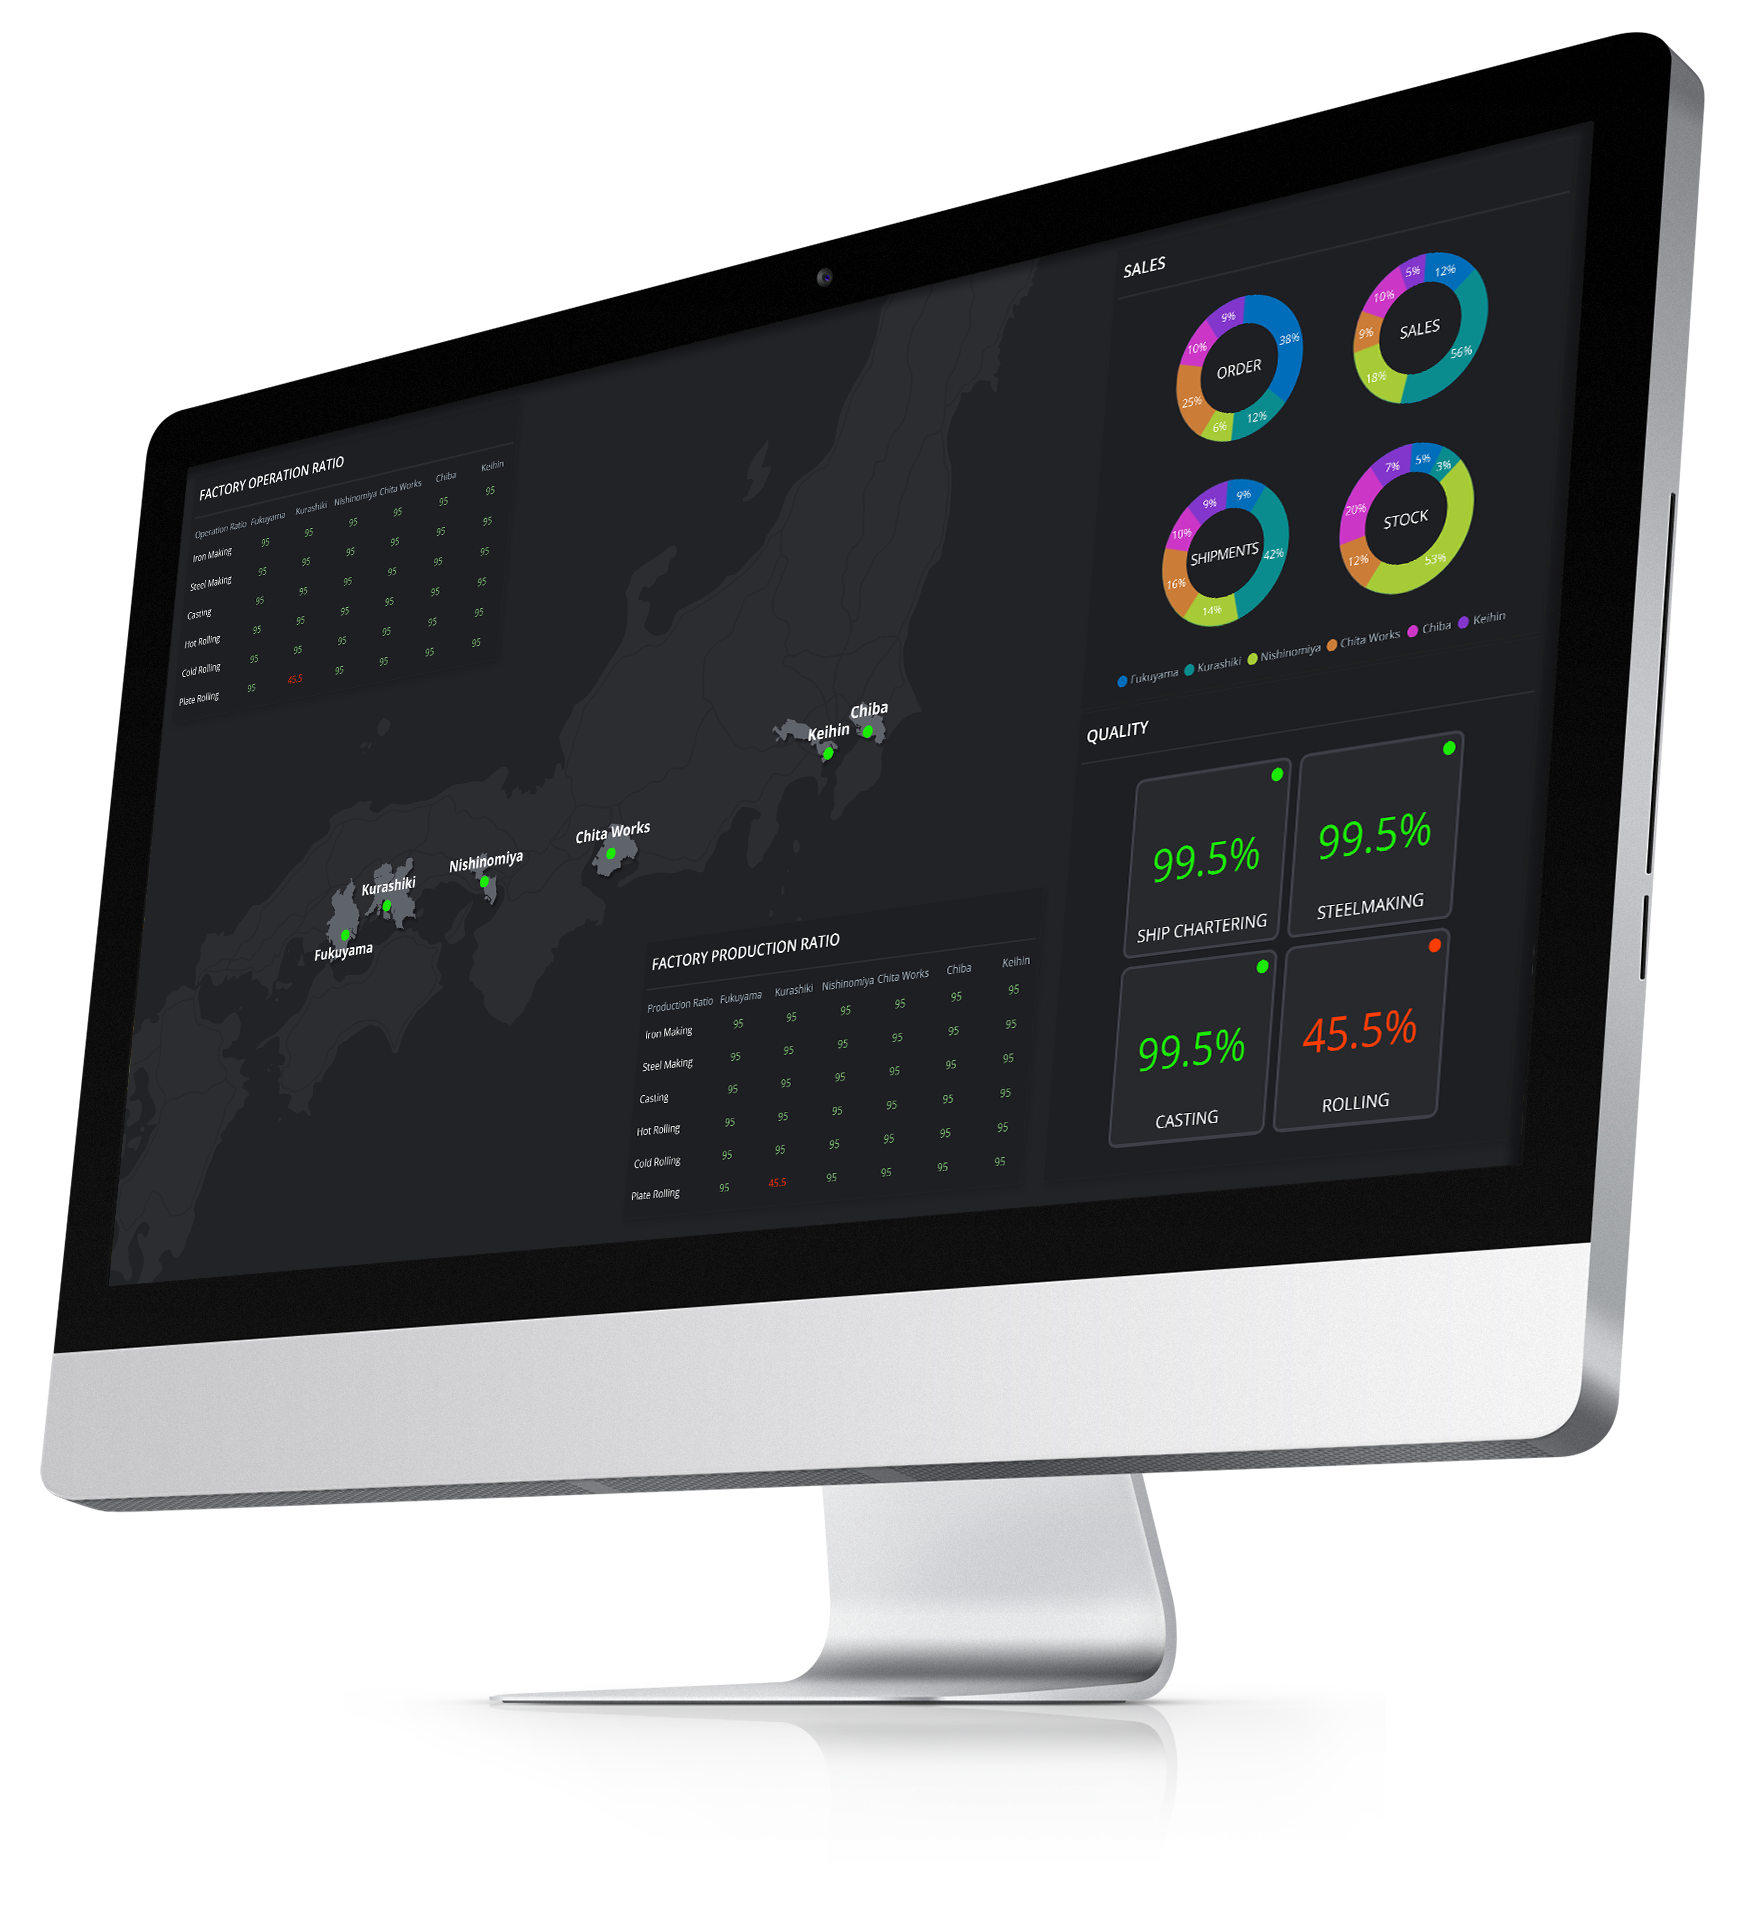 FACTORY OPERATION RATIO
Operation Ratio Fukuyama Kurashiki Nishinomiya Chita Works Chiba Keihin
Iron Making 95 95 95 95 95 95
Steel Making 95 95 95 95 95 95
Casting 95 95 95 95 95 95
Hot Rolling 95 95 95 95 95 95
Cold Rolling 95 95 95 95 95 95
Plate Rolling 95 45.5 95 95 95 95
Chiba
Keihin
Chita Works
Nishinomiya
Kurashiki
Fukuyama
FACTORY PRODUCTION RATIO
Production Ratio Fukuyama Kurashiki Nishinomiya Chita Works Chiba Keihin
Iron Making 95 95 95 95 95 95
Steel Making 95 95 95 95 95 95
Casting 95 95 95 95 95 95
Hot Rolling 95 95 95 95 95 95
Cold Rolling 95 95 95 95 95 95
Plate Rolling 95 45.5 95 95 95 95
SALES
ORDER
9% 38% 12% 6% 25% 10%
SALES
5% 12% 56% 18% 9% 10%
SHIPMENTS
9% 9% 42% 14% 16% 10%
STOCK
7% 5% 3% 53% 12% 20%
Fukuyama Kurashiki Nishinomiya Chita Works Chiba Keihin
QUALITY
99.5%
SHIP CHARTERING
99.5%
STEELMAKING
99.5%
CASTING
45.5%
ROLLING